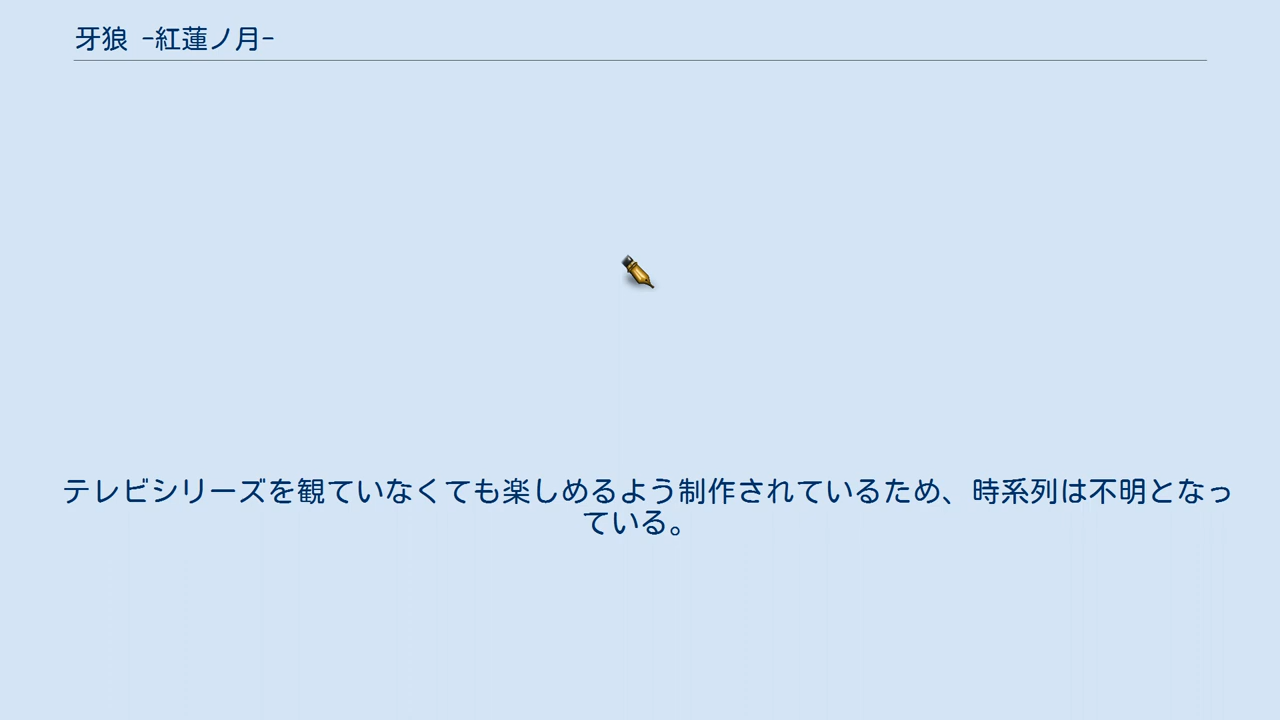 牙狼 -紅蓮ノ月-
テレビシリーズを観ていなくても楽しめるよう制作されているため、時系列は不明となっ
ている。